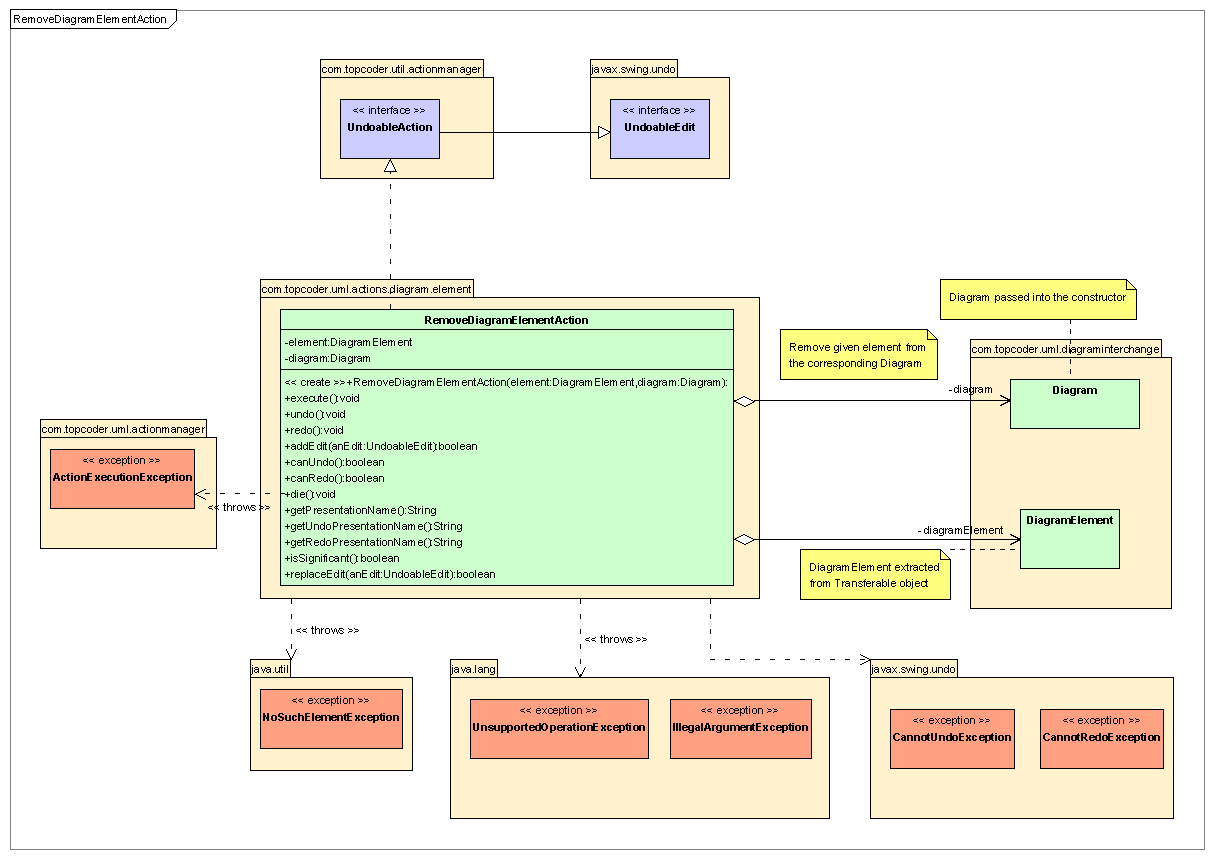 RemoveDiagramElementAction
com.topcoder.util.actionmanager
<< interface >>
UndoableAction
javax.swing.undo
<< interface >>
UndoableEdit
com.topcoder.uml.actions.diagram.element
RemoveDiagramElementAction
-element:DiagramElement
-diagram:Diagram
<< create >>+RemoveDiagramElementAction(element:DiagramElement,diagram:Diagram):
+execute():void
+undo():void
+redo():void
+addEdit(anEdit:UndoableEdit):boolean
+canUndo():boolean
+canRedo():boolean
+die():void
+getPresentationName():String
+getUndoPresentationName():String
+getRedoPresentationName():String
+isSignificant():boolean
+replaceEdit(anEdit:UndoableEdit):boolean
Diagram passed into the constructor
Remove given element from
the corresponding Diagram
com.topcoder.uml.diagraminterchange
-diagram
Diagram
-diagramElement
DiagramElement
DiagramElement extracted
from Transferable object
com.topcoder.uml.actionmanager
<< exception >>
ActionExecutionException
<< throws >>
<< throws >>
<< throws >>
java.util
<< exception >>
NoSuchElementException
java.lang
<< exception >>
UnsupportedOperationException
<< exception >>
IllegalArgumentException
javax.swing.undo
<< exception >>
CannotUndoException
<< exception >>
CannotRedoException